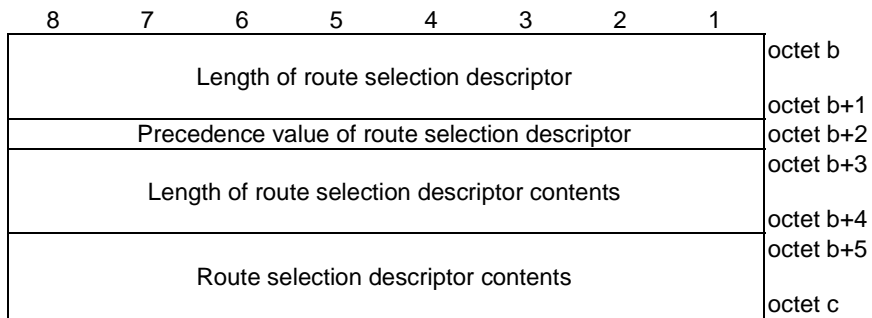 8 7 6 5 4 3 2 1
octet b
Length of route selection descriptor
octet b+1
Precedence value of route selection descriptor octet b+2
octet b+3
Length of route selection descriptor contents
octet b+4
octet b+5
Route selection descriptor contents
octet c